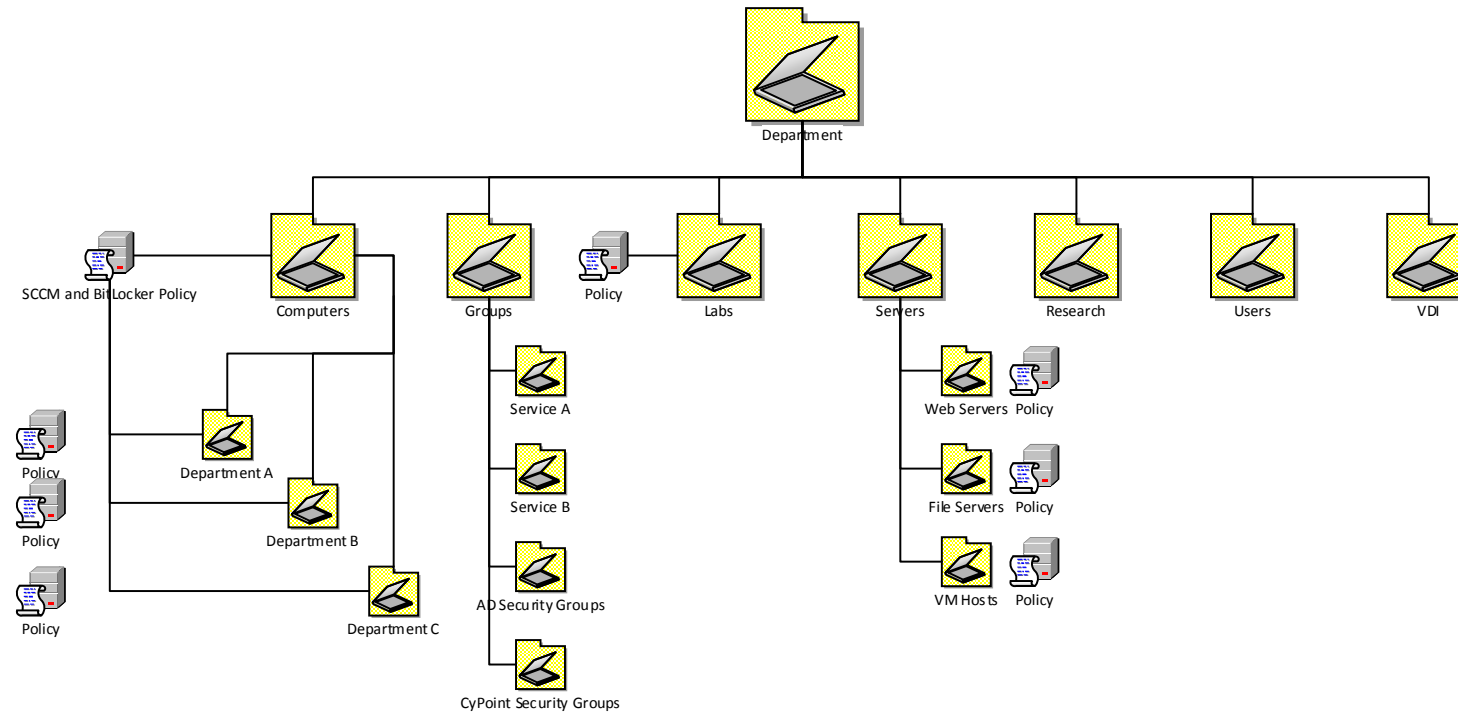 Department
SCCM and BitLocker Policy
Computers
Groups
Policy
Labs
Servers
Research
Users
VDI
Service A
Web Servers
Policy
Policy
Department A
Service B
File Servers
Policy
Policy
Department B
AD Security Groups
VM Hosts
Policy
Policy
Department C
CyPoint Security Groups